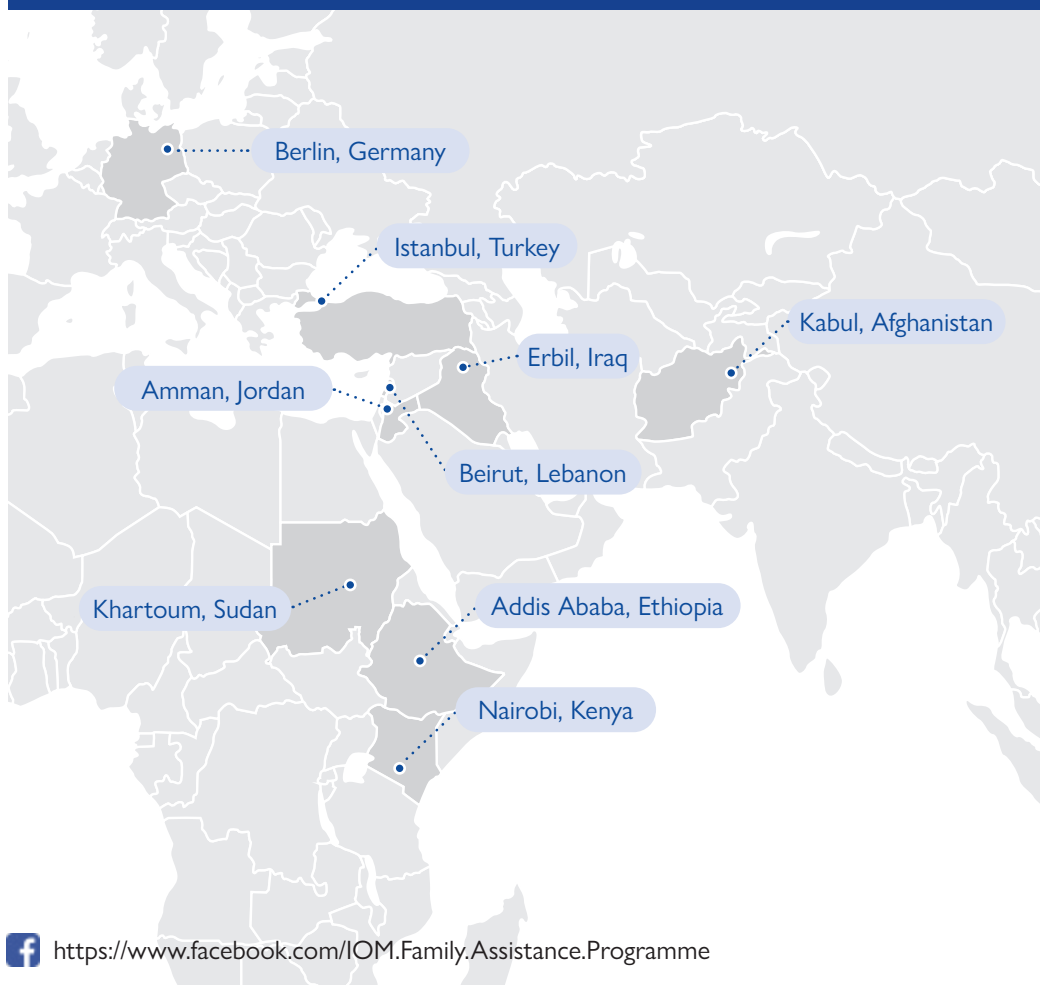 Berlin, Germany
Istanbul, Turkey
Kabul, Afghanistan
Erbil, Iraq
Amman, Jordan
Beirut, Lebanon
Khartoum, Sudan
Addis Ababa, Ethiopia
Nairobi, Kenya
f https://www.facebook.com/IOM.Family.Assistance.Programme